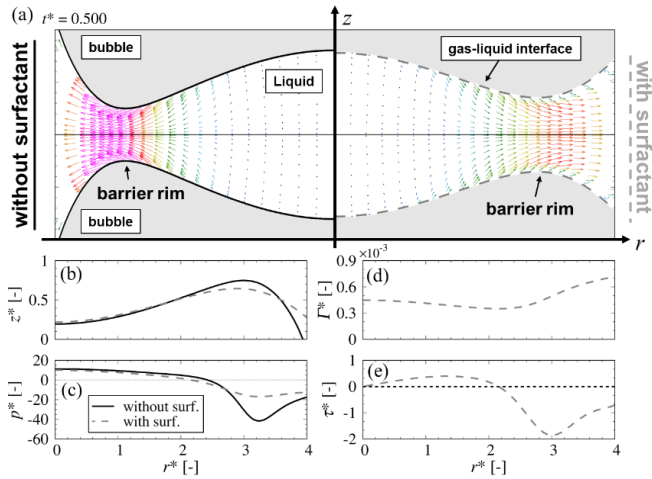 (a) t* = 0.500
z
bubble
bubble
Liquid
gas-liquid interface
without surfactant
with surfactant
barrier rim
barrier rim
r
×10⁻³
(b)
z* [-]
1
0.5
0
(d)
Γ* [-]
0.9
0.6
0.3
0
(c)
p* [-]
20
0
-20
-40
-60
without surf.
with surf.
0 1 2 3 4
r* [-]
(e)
τ* [-]
1
0
-1
-2
0 1 2 3 4
r* [-]